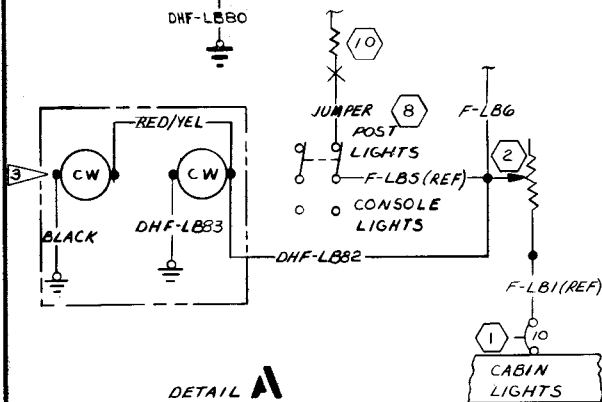 DHF-LB80
10
JUMPER
8
F-LB6
POST
LIGHTS
RED/YEL
2
3
CW
CW
F-LB5(REF)
CONSOLE
LIGHTS
BLACK
DHF-LB83
DHF-LB82
F-LB1(REF)
1
10
CABIN
LIGHTS
DETAIL A